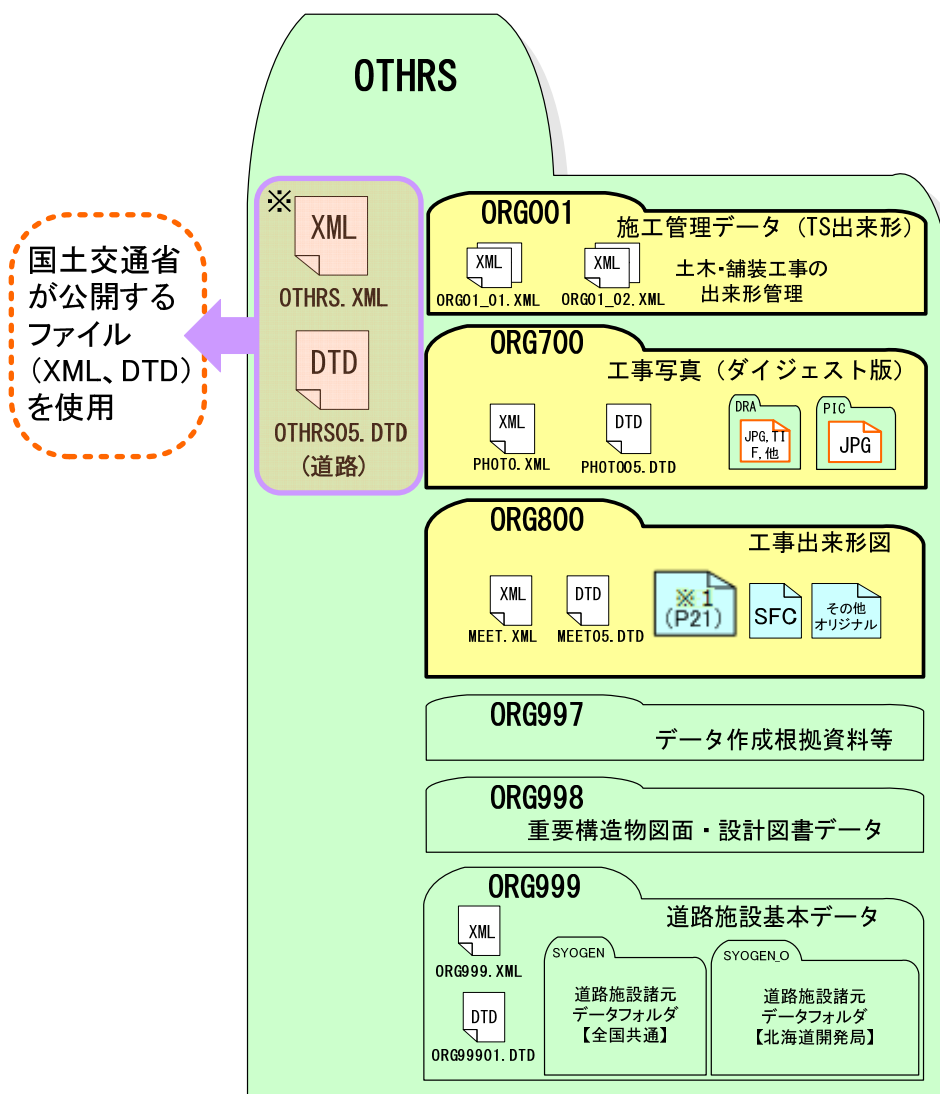 OTHRS
※
XML
OTHRS.XML
DTD
OTHRS05.DTD
(道路)
国土交通省
が公開する
ファイル
(XML、DTD)
を使用
ORG001
施工管理データ (TS出来形)
XML
ORG01_01.XML
XML
ORG01_02.XML
土木・舗装工事の
出来形管理
ORG700
工事写真 (ダイジェスト版)
XML
PHOTO.XML
DTD
PHOTO05.DTD
DRA
JPG,TI
F,他
PIC
JPG
ORG800
工事出来形図
XML
MEET.XML
DTD
MEET05.DTD
※1
(P21)
SFC
その他
オリジナル
ORG997
データ作成根拠資料等
ORG998
重要構造物図面・設計図書データ
ORG999
道路施設基本データ
XML
ORG999.XML
DTD
ORG99901.DTD
SYOGEN
道路施設諸元
データフォルダ
【全国共通】
SYOGEN_O
道路施設諸元
データフォルダ
【北海道開発局】